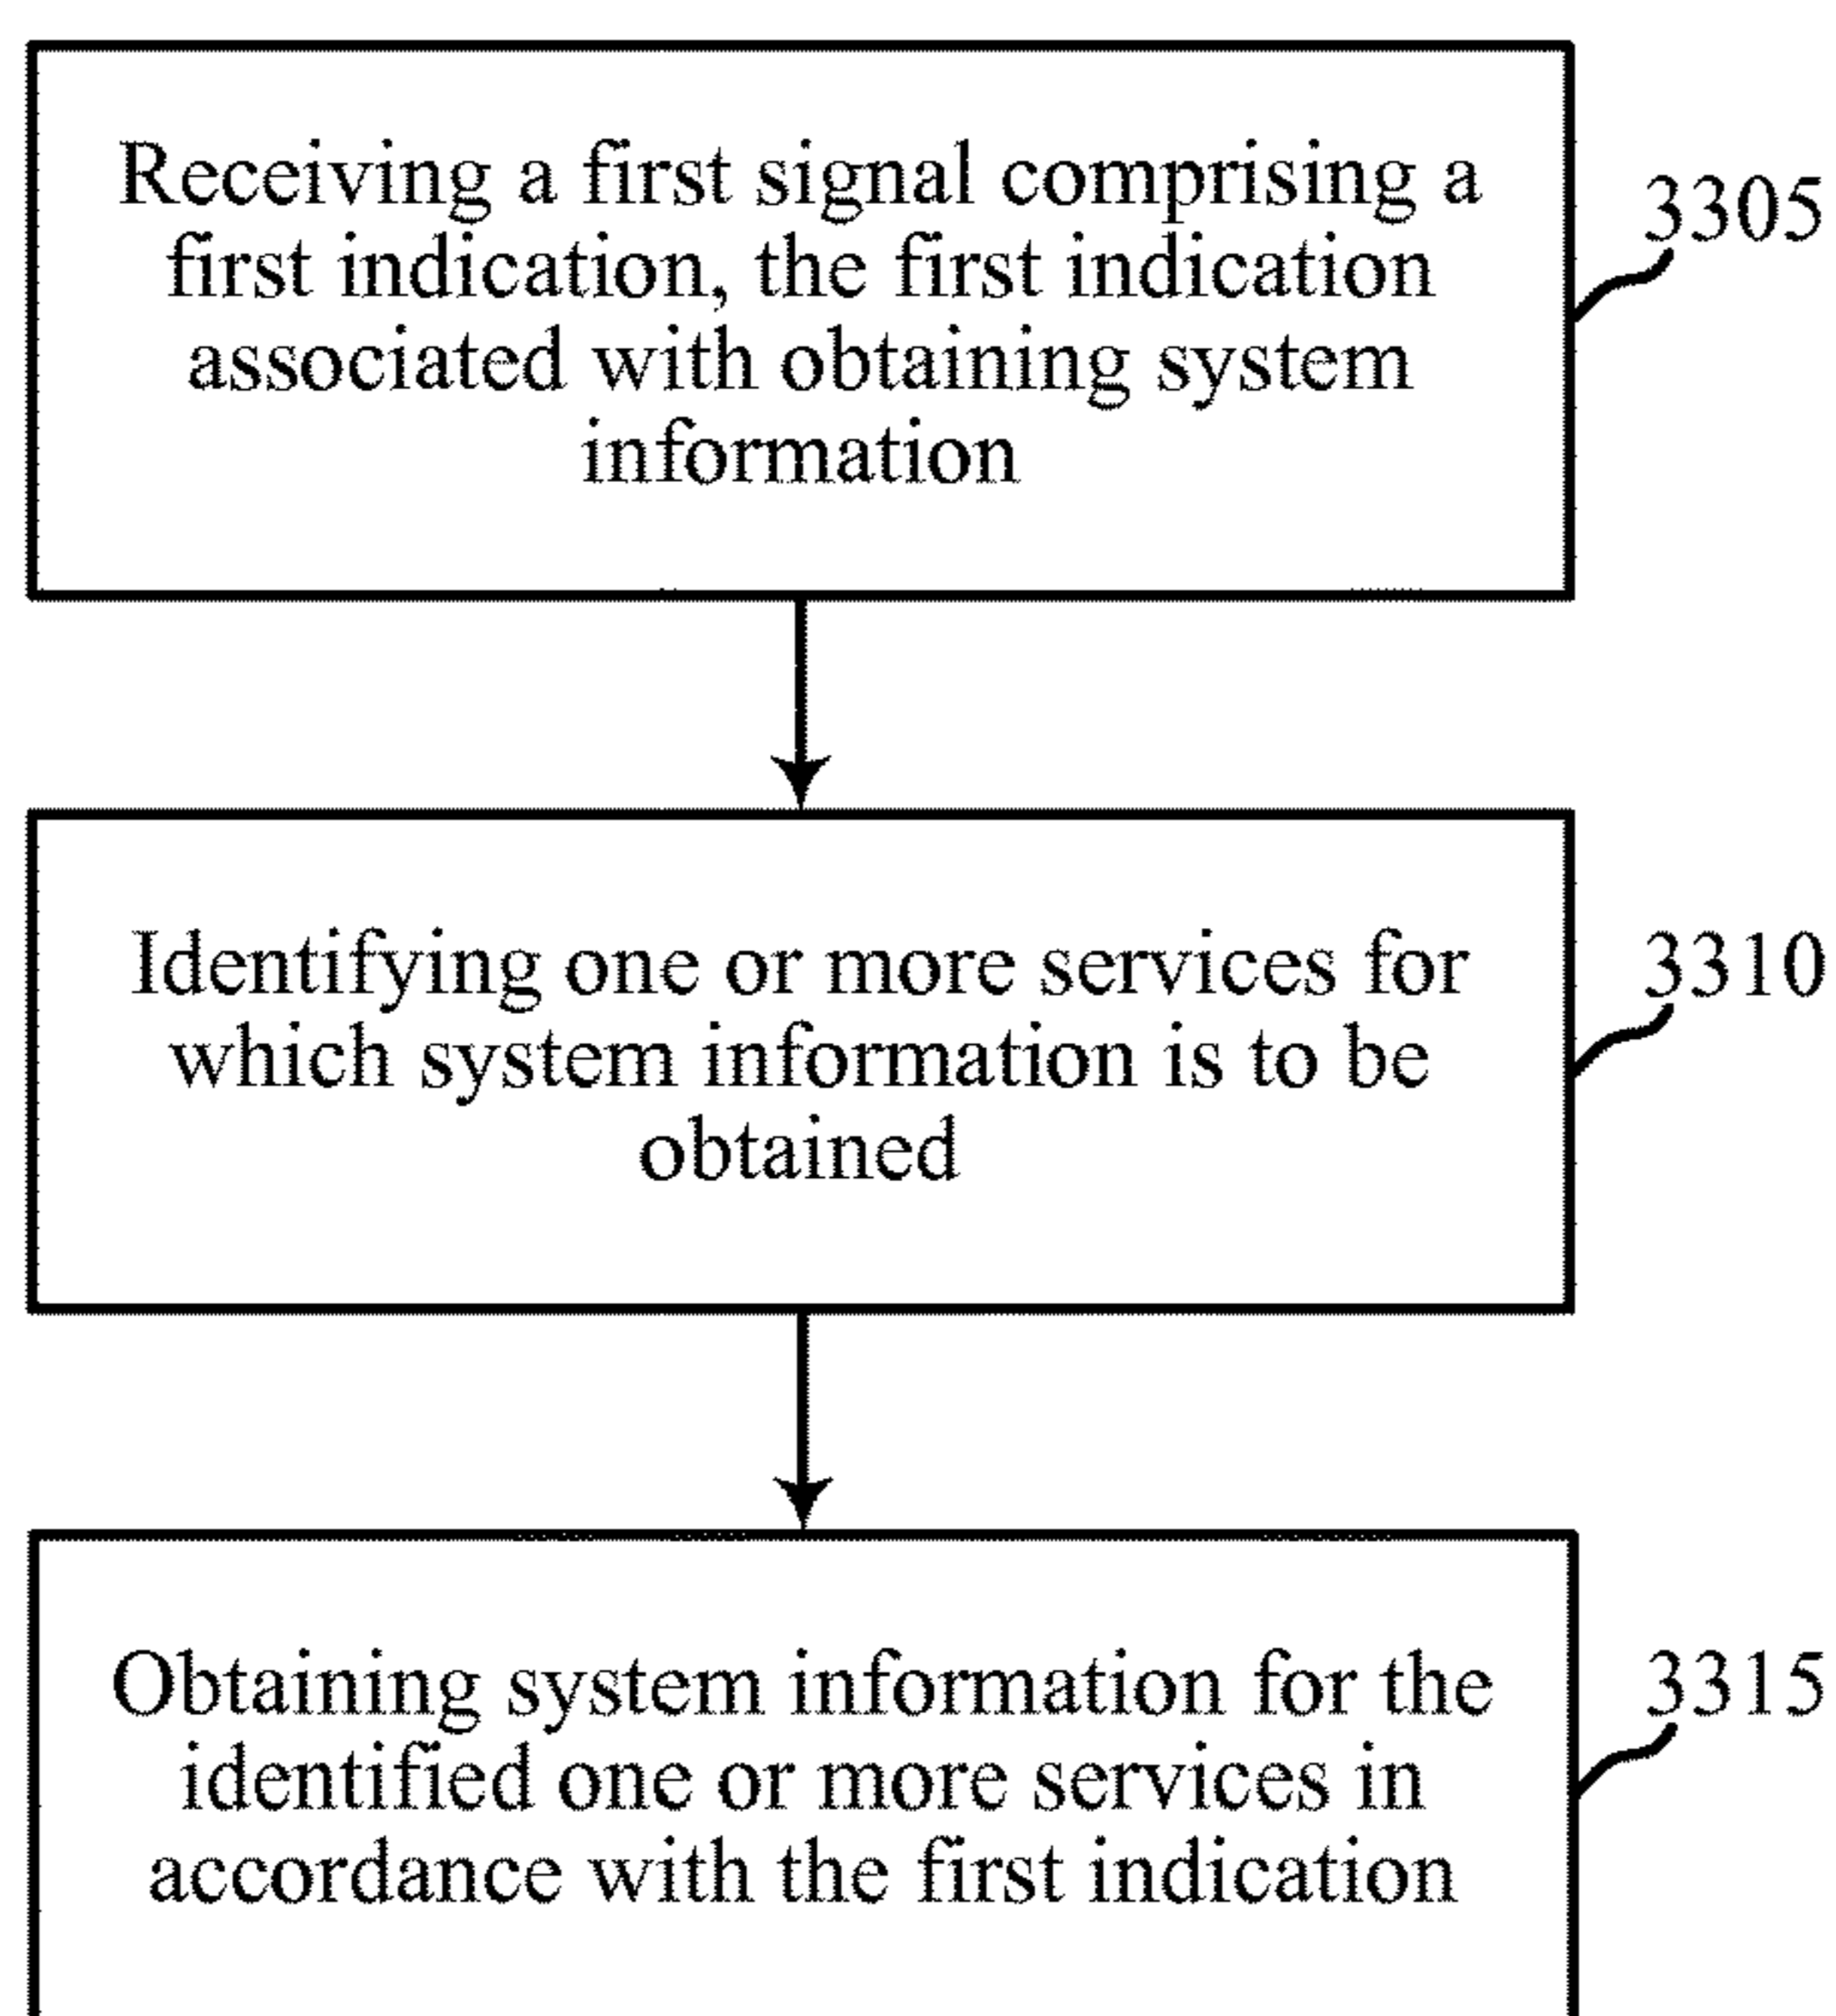 Receiving a first signal comprising a
first indication, the first indication
associated with obtaining system
information
3305
Identifying one or more services for
which system information is to be
obtained
3310
Obtaining system information for the
identified one or more services in
accordance with the first indication
3315